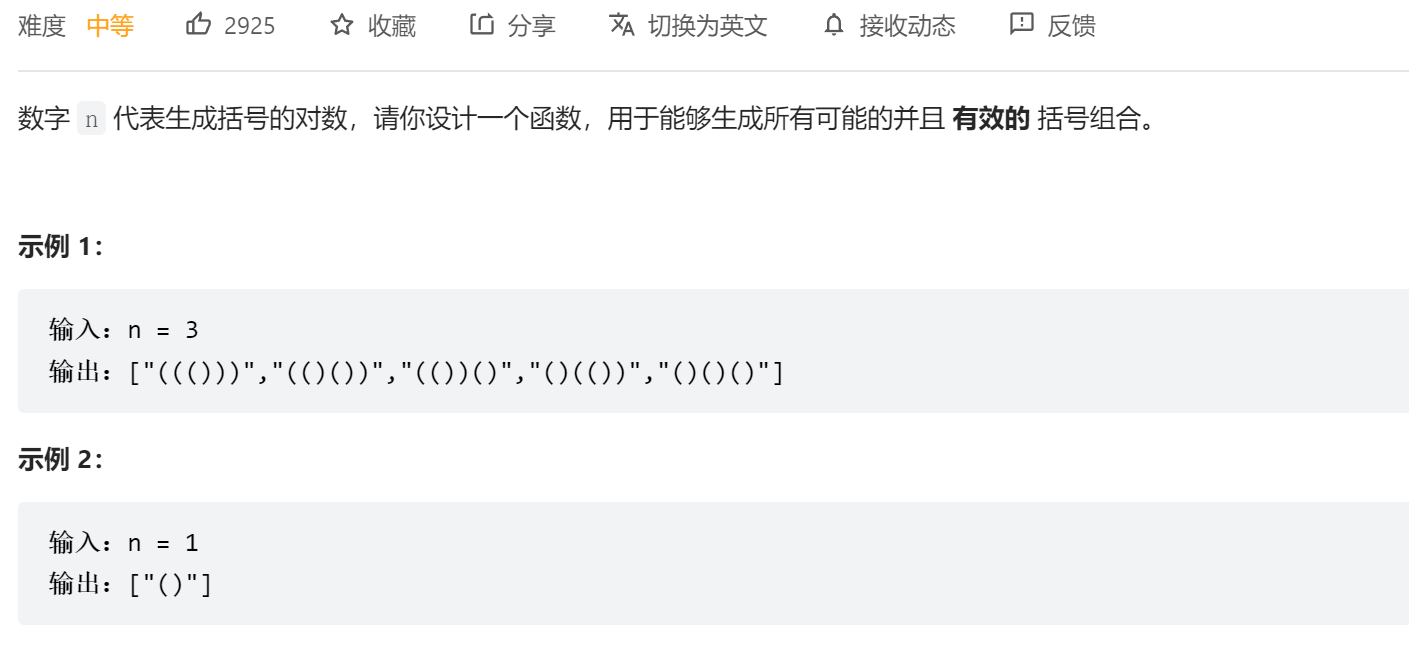 难度 中等 2925 收藏 分享 切换为英文 接收动态 反馈
数字 n 代表生成括号的对数，请你设计一个函数，用于能够生成所有可能的并且 有效的 括号组合。
示例 1：
输入：n = 3
输出：["((()))","(()())","(())()","()(())","()()()"]
示例 2：
输入：n = 1
输出：["()"]